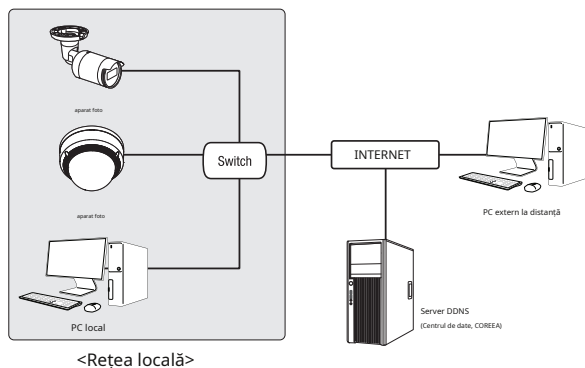 aparat foto
Switch
INTERNET
aparat foto
PC extern la distanță
PC local
Server DDNS
(Centrul de date, COREEA)
<Rețea locală>